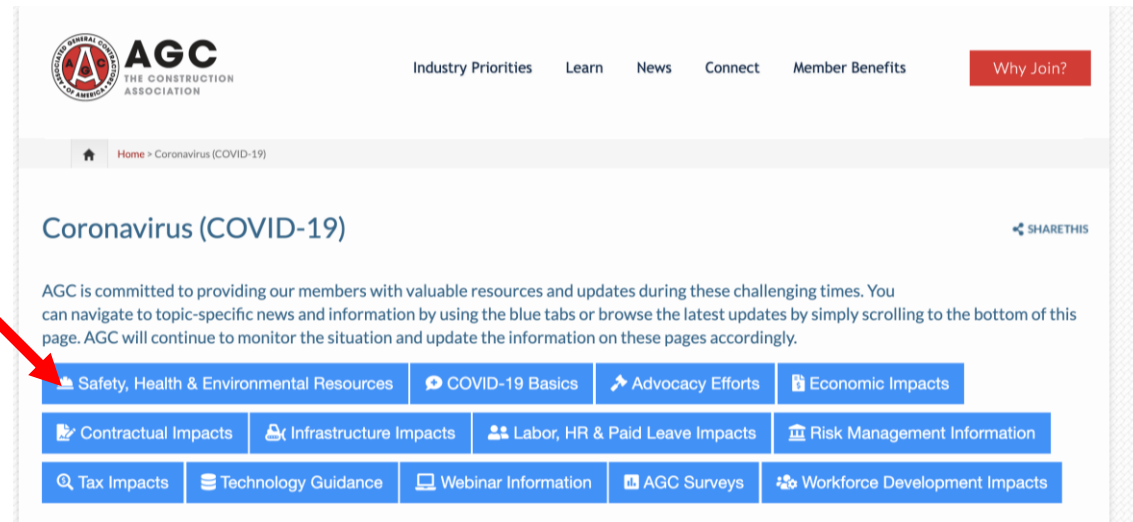 ASSOCIATED GENERAL CONTRACTORS
AGC
OF AMERICA
AGC
THE CONSTRUCTION
ASSOCIATION
Industry Priorities Learn News Connect Member Benefits Why Join?
Home > Coronavirus (COVID-19)
Coronavirus (COVID-19) SHARETHIS
AGC is committed to providing our members with valuable resources and updates during these challenging times. You
can navigate to topic-specific news and information by using the blue tabs or browse the latest updates by simply scrolling to the bottom of this
page. AGC will continue to monitor the situation and update the information on these pages accordingly.
Safety, Health & Environmental Resources COVID-19 Basics Advocacy Efforts Economic Impacts
Contractual Impacts Infrastructure Impacts Labor, HR & Paid Leave Impacts Risk Management Information
Tax Impacts Technology Guidance Webinar Information AGC Surveys Workforce Development Impacts